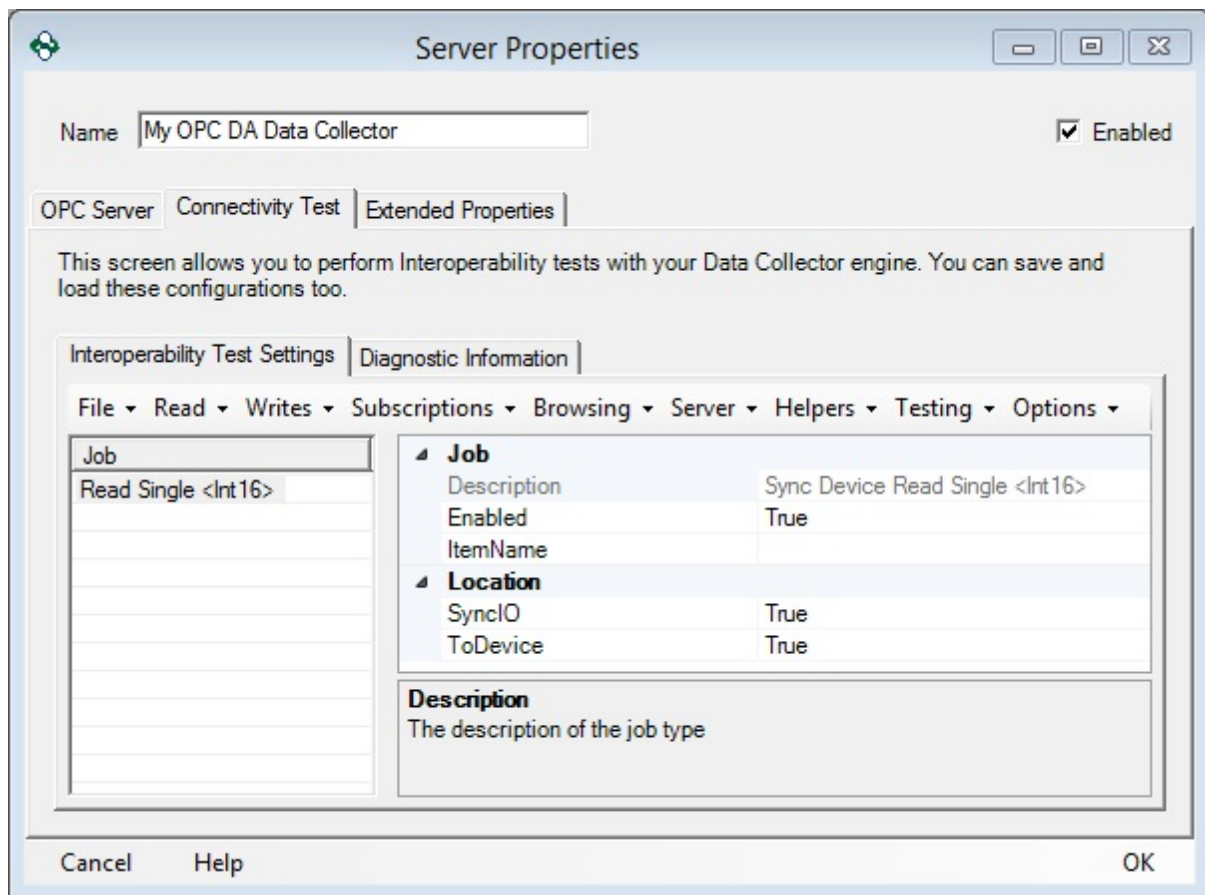 Server Properties
Name My OPC DA Data Collector Enabled
OPC Server Connectivity Test Extended Properties
This screen allows you to perform Interoperability tests with your Data Collector engine. You can save and
load these configurations too.
Interoperability Test Settings Diagnostic Information
File Read Writes Subscriptions Browsing Server Helpers Testing Options
Job
Read Single <Int16>
Job
Description Sync Device Read Single <Int16>
Enabled True
ItemName
Location
SyncIO True
ToDevice True
Description
The description of the job type
Cancel Help OK